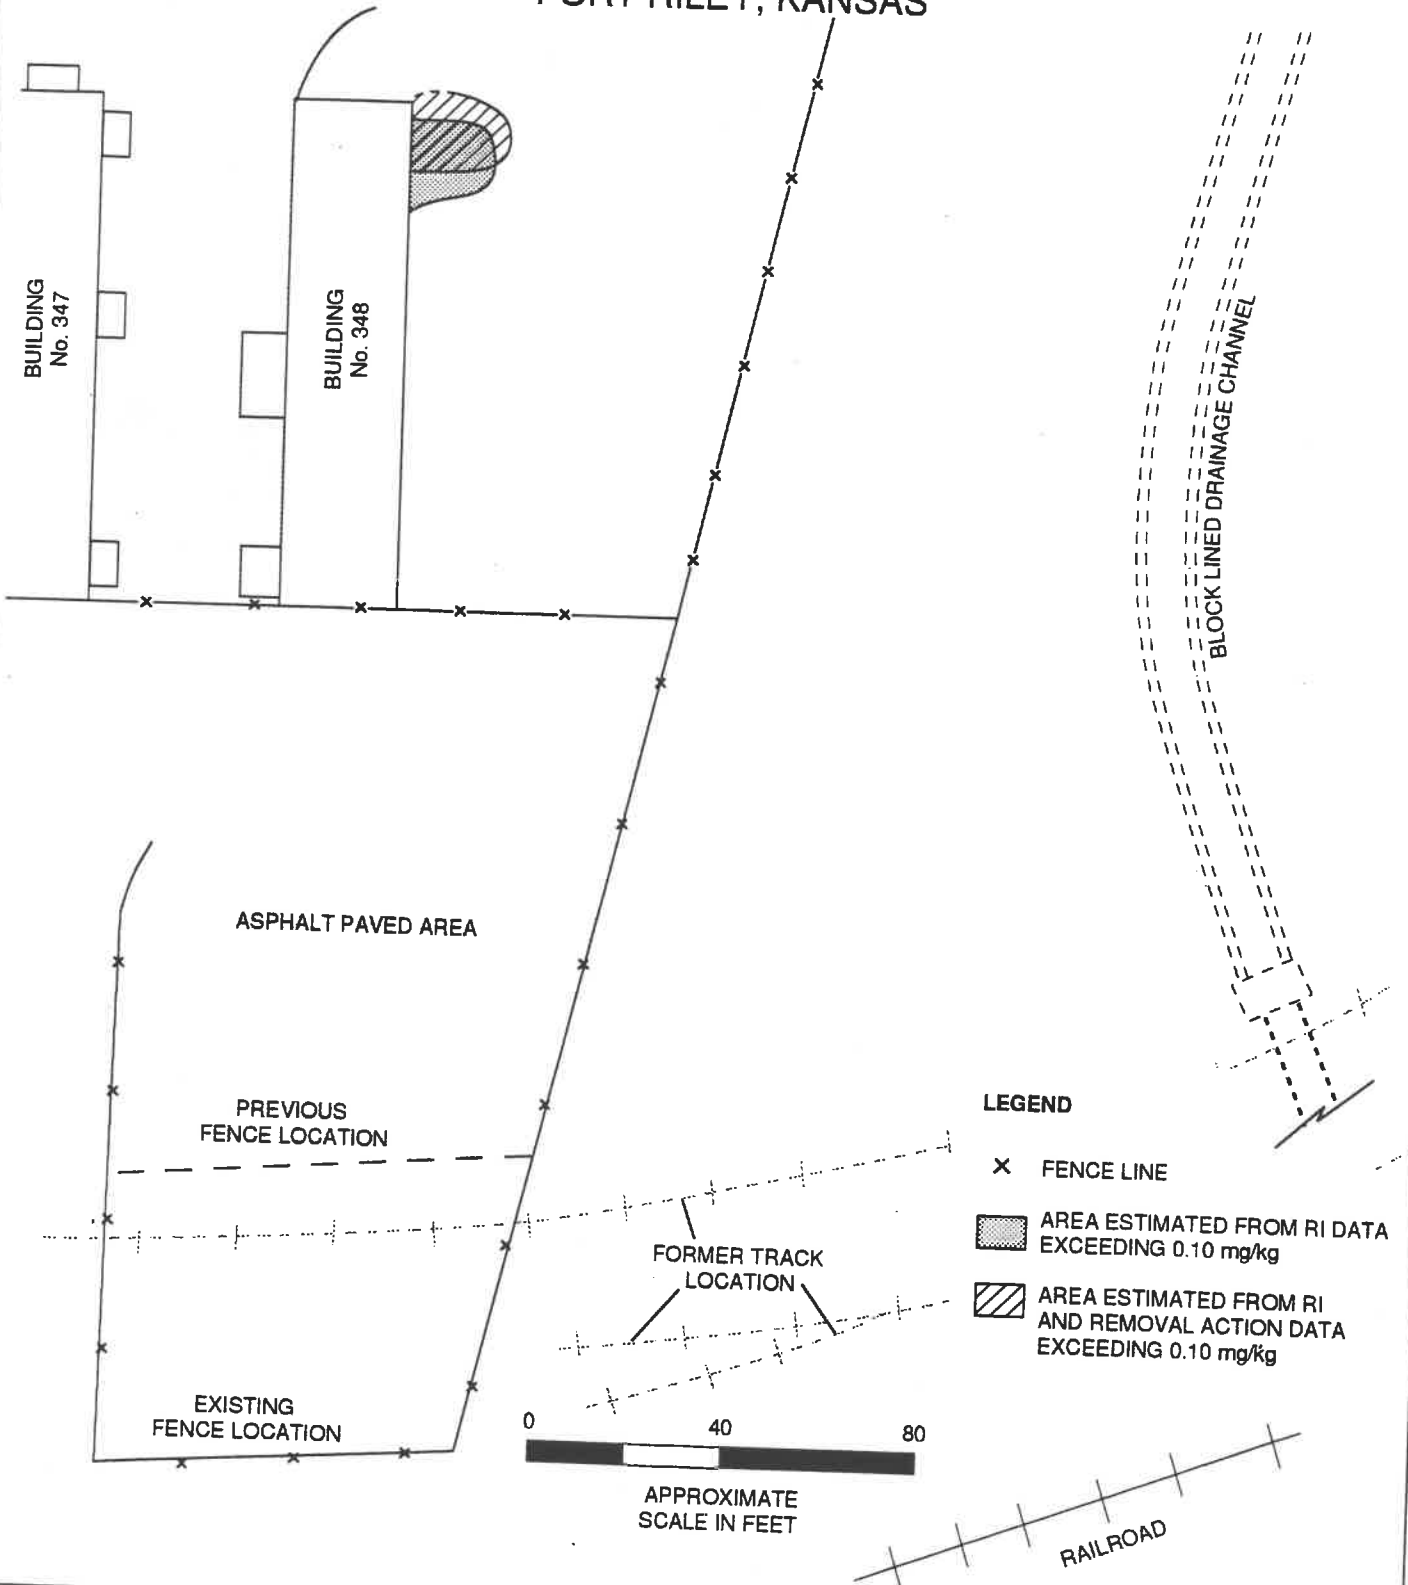 FORT RILEY, KANSAS
BUILDING
No. 347
BUILDING
No. 348
BLOCK LINED DRAINAGE CHANNEL
ASPHALT PAVED AREA
PREVIOUS
FENCE LOCATION
LEGEND
FENCE LINE
AREA ESTIMATED FROM RI DATA
EXCEEDING 0.10 mg/kg
AREA ESTIMATED FROM RI
AND REMOVAL ACTION DATA
EXCEEDING 0.10 mg/kg
FORMER TRACK
LOCATION
EXISTING
FENCE LOCATION
0 40 80
APPROXIMATE
SCALE IN FEET
RAILROAD